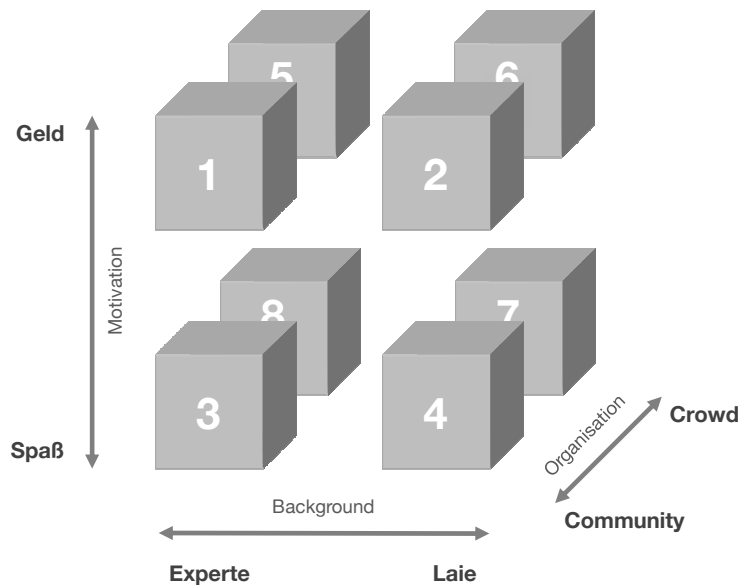 5
6
Geld
1
2
Motivation
8
7
3
4
Spaß
Organisation
Crowd
Background
Community
Experte
Laie